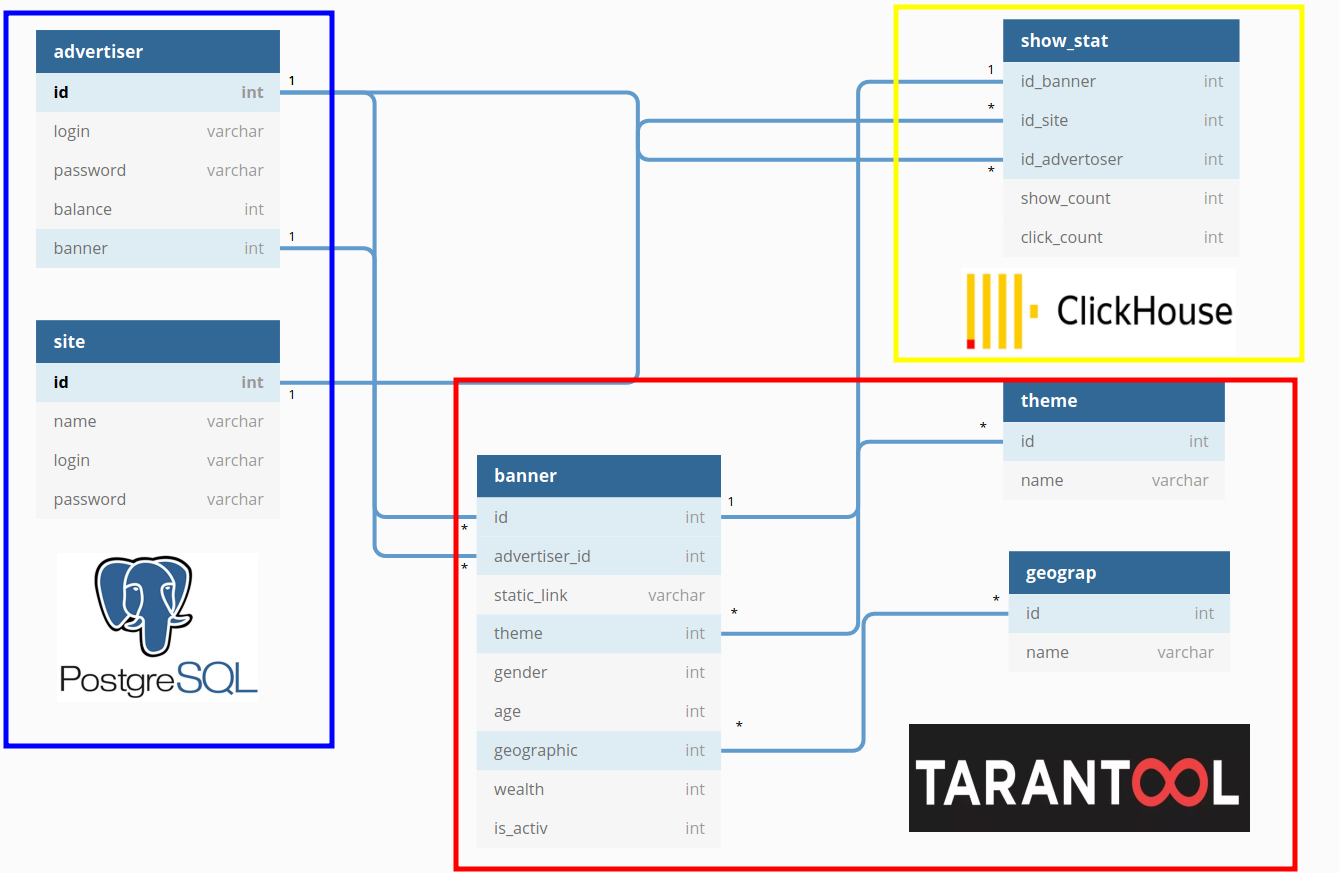 advertiser
id int
login varchar
password varchar
balance int
banner int
1
1
site
id int
name varchar
login varchar
password varchar
1
PostgreSQL
show_stat
id_banner int
id_site int
id_advertoser int
show_count int
click_count int
1
*
*
ClickHouse
banner
id int
advertiser_id int
static_link varchar
theme int
gender int
age int
geographic int
wealth int
is_activ int
*
*
1
*
*
theme
id int
name varchar
*
geograp
id int
name varchar
*
TARANTOOL